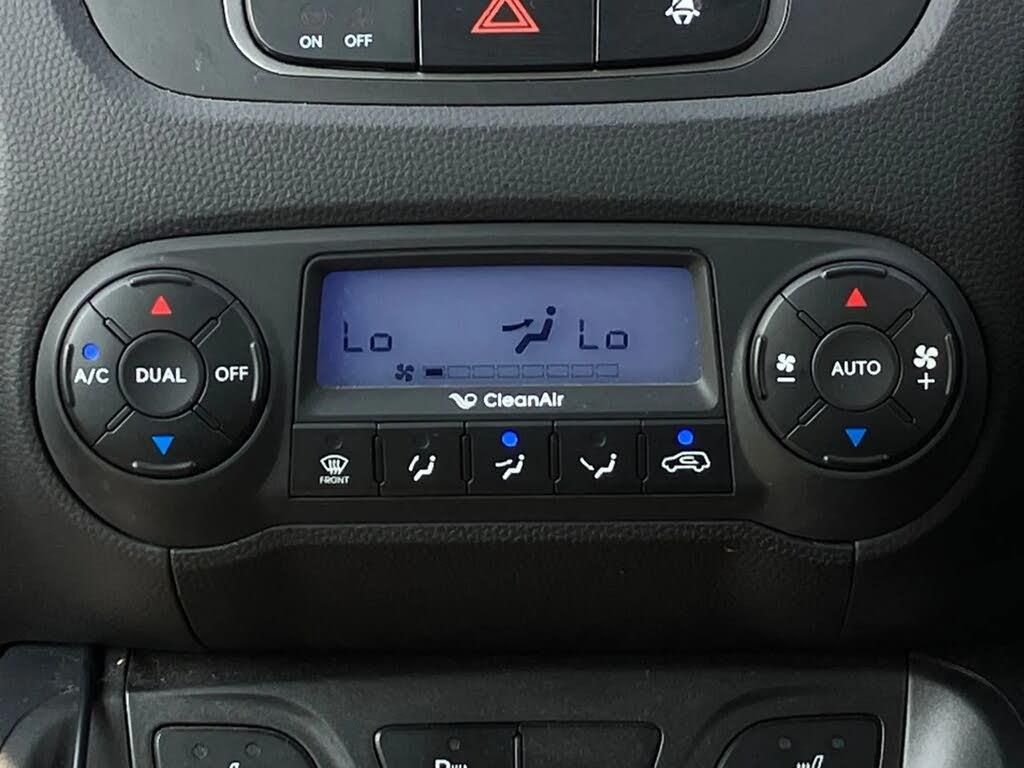 ON OFF
Lo Lo
A/C DUAL OFF
AUTO
CleanAir
FRONT
P